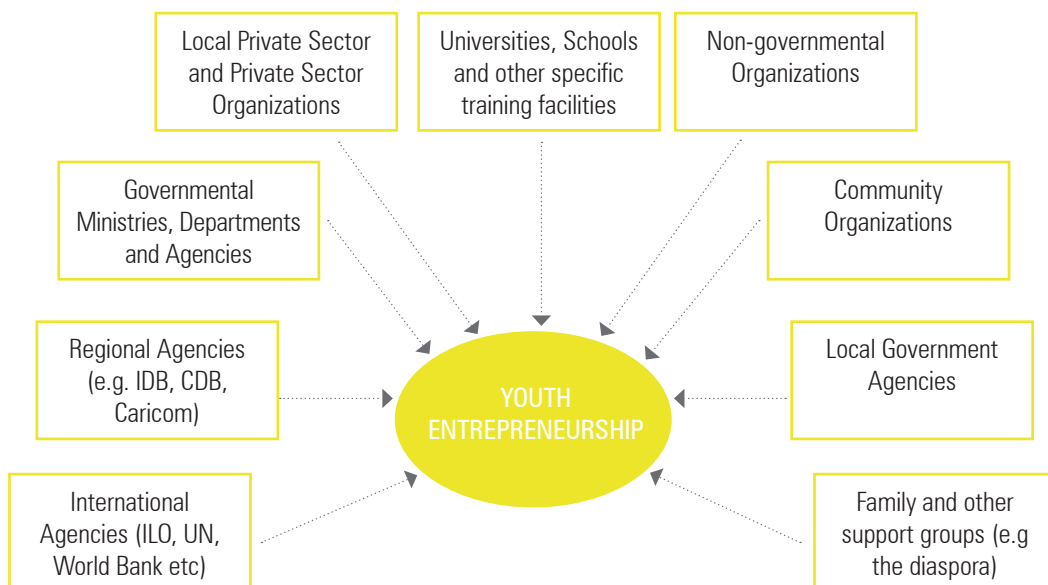 Local Private Sector
and Private Sector
Organizations
Universities, Schools
and other specific
training facilities
Non-governmental
Organizations
Governmental
Ministries, Departments
and Agencies
Community
Organizations
Regional Agencies
(e.g. IDB, CDB,
Caricom)
YOUTH
ENTREPRENEURSHIP
Local Government
Agencies
International
Agencies (ILO, UN,
World Bank etc)
Family and other
support groups (e.g
the diaspora)